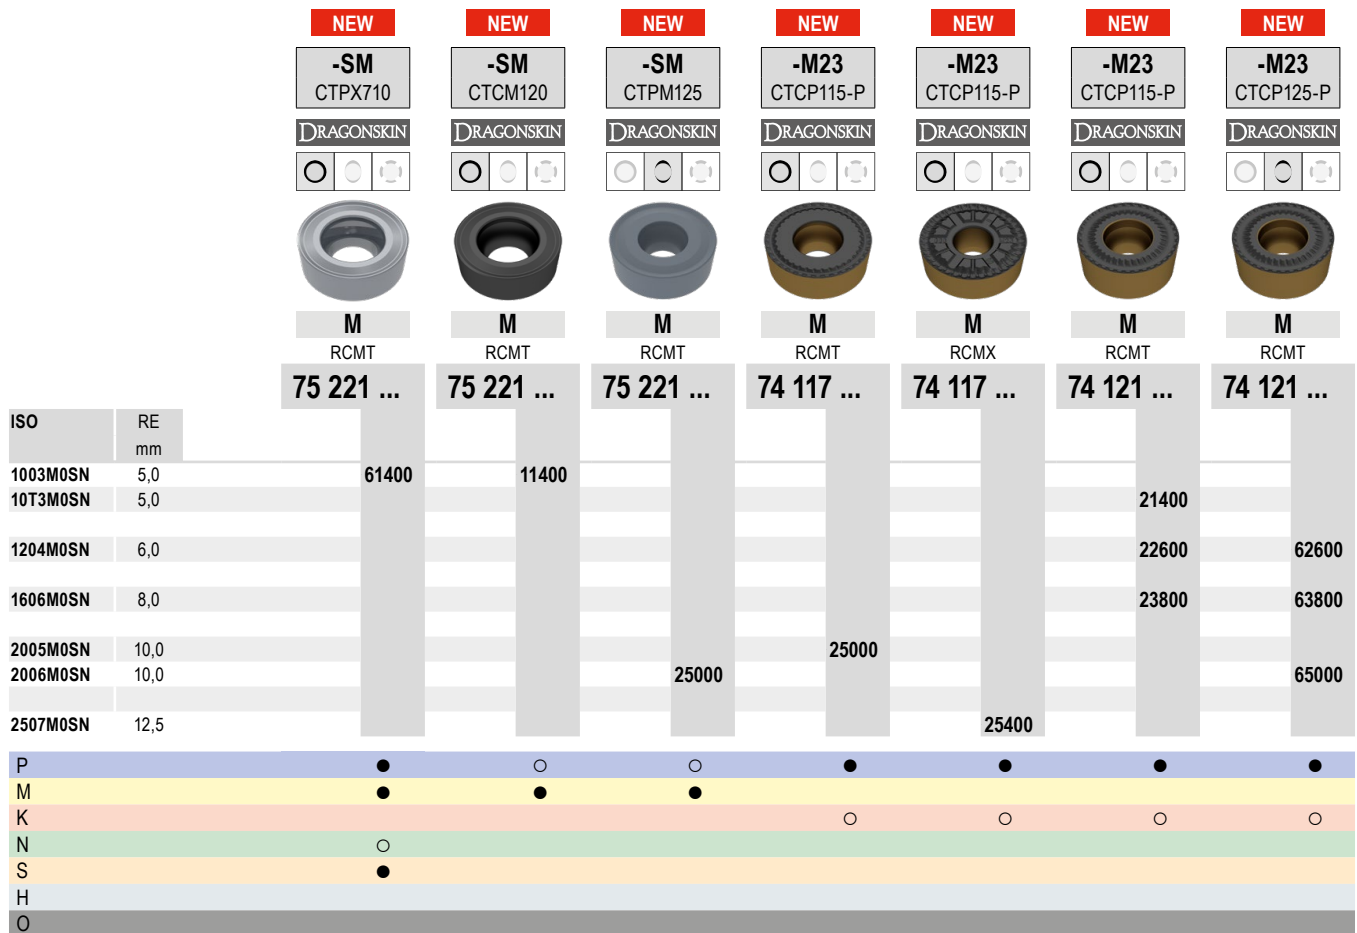 NEW NEW NEW NEW NEW NEW NEW
-SM -SM -SM -M23 -M23 -M23 -M23
CTPX710 CTCM120 CTPM125 CTCP115-P CTCP115-P CTCP115-P CTCP125-P
DRAGONSKIN DRAGONSKIN DRAGONSKIN DRAGONSKIN DRAGONSKIN DRAGONSKIN DRAGONSKIN
M M M M M M M
RCMT RCMT RCMT RCMT RCMX RCMT RCMT
75 221 ... 75 221 ... 75 221 ... 74 117 ... 74 117 ... 74 121 ... 74 121 ...
ISO RE
mm
1003M0SN 5,0 61400 11400
10T3M0SN 5,0 21400
1204M0SN 6,0 22600 62600
1606M0SN 8,0 23800 63800
2005M0SN 10,0 25000
2006M0SN 10,0 25000 65000
2507M0SN 12,5 25400
P ● ○ ○ ● ● ● ●
M ● ● ●
K ○ ○ ○ ○
N ○
S ●
H
O